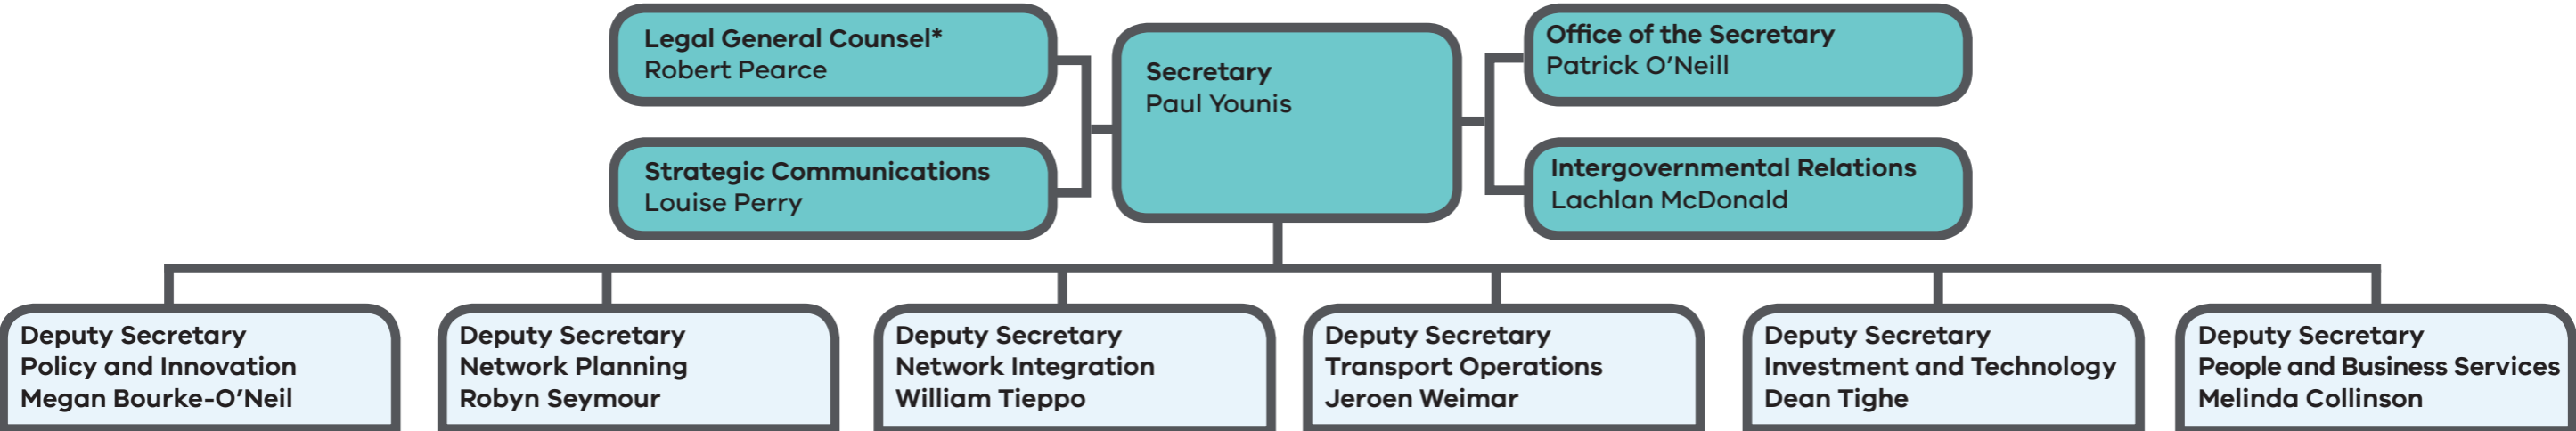 Legal General Counsel*
Robert Pearce
Strategic Communications
Louise Perry
Secretary
Paul Younis
Office of the Secretary
Patrick O’Neill
Intergovernmental Relations
Lachlan McDonald
Deputy Secretary
Policy and Innovation
Megan Bourke-O’Neil
Deputy Secretary
Network Planning
Robyn Seymour
Deputy Secretary
Network Integration
William Tieppo
Deputy Secretary
Transport Operations
Jeroen Weimar
Deputy Secretary
Investment and Technology
Dean Tighe
Deputy Secretary
People and Business Services
Melinda Collinson